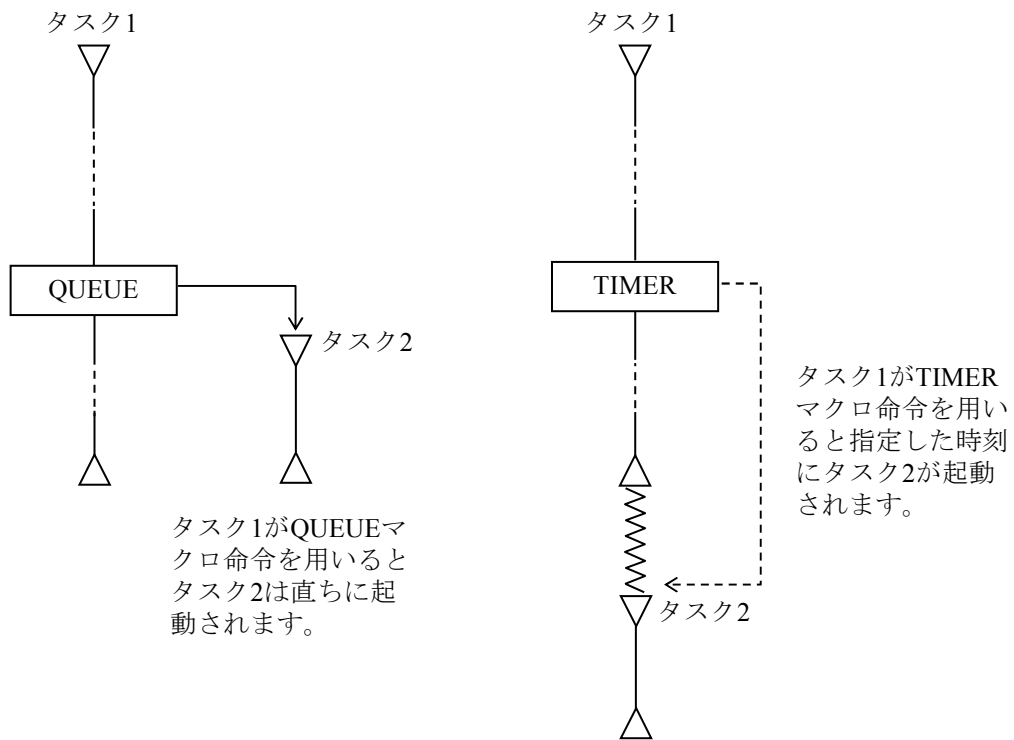 タスク1
QUEUE
タスク2
タスク1がQUEUEマ
クロ命令を用いると
タスク2は直ちに起
動されます。
タスク1
TIMER
タスク1がTIMER
マクロ命令を用い
ると指定した時刻
にタスク2が起動
されます。
タスク2